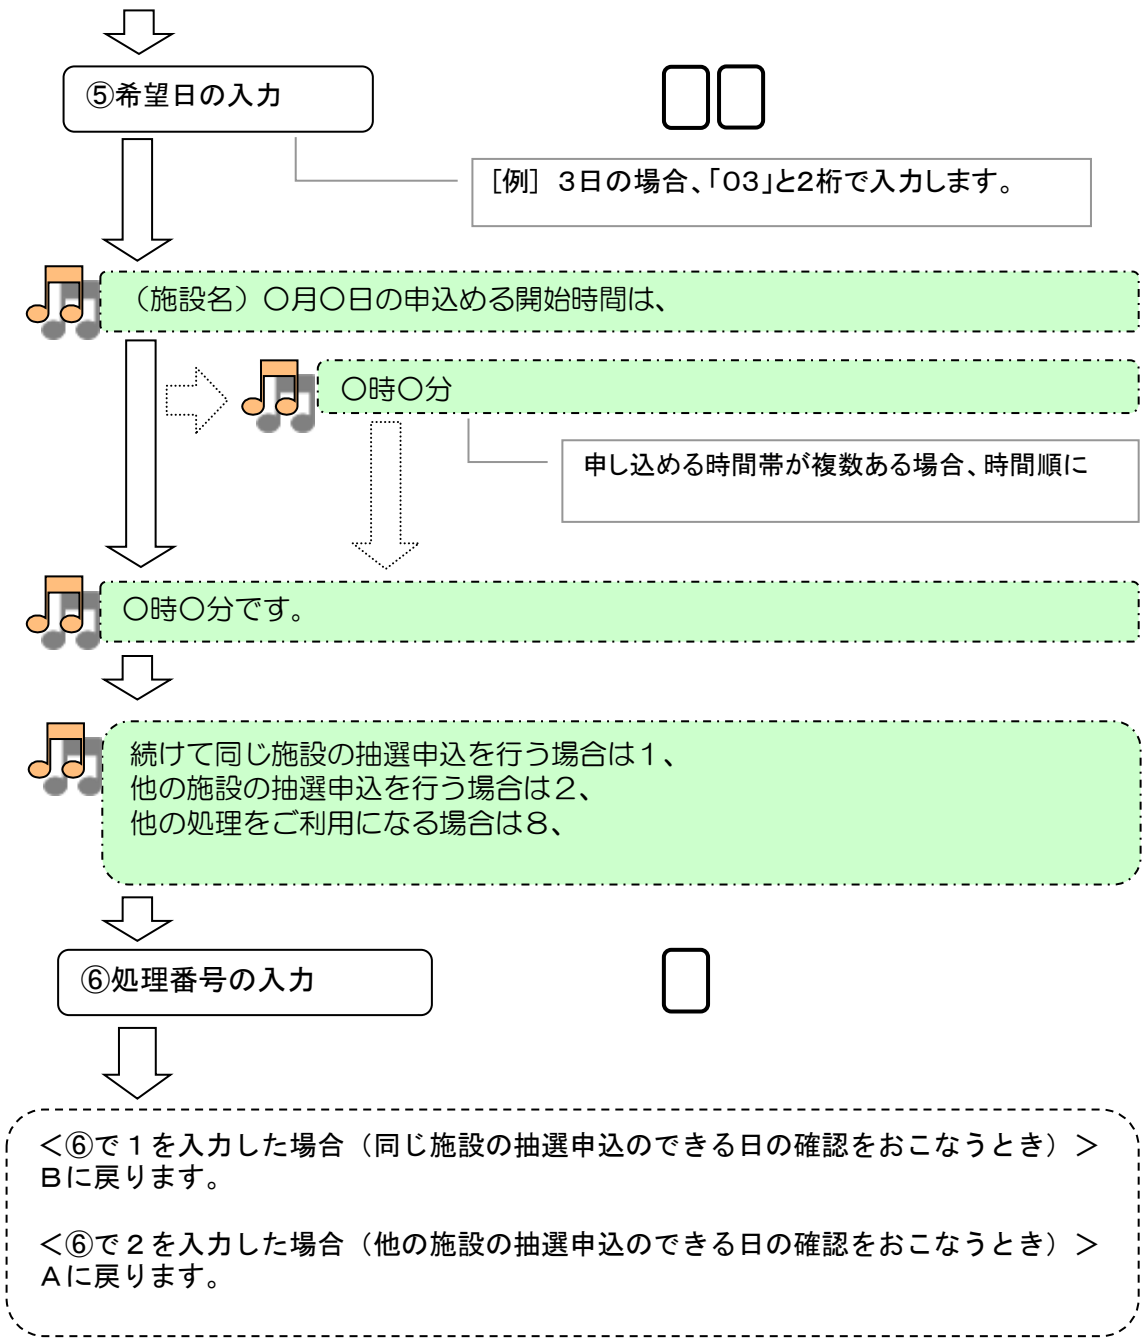 ⑤希望日の入力
[例] 3日の場合、「03」と2桁で入力します。
(施設名)〇月〇日の申込める開始時間は、
〇時〇分
申し込める時間帯が複数ある場合、時間順に
〇時〇分です。
続けて同じ施設の抽選申込を行う場合は1、
他の施設の抽選申込を行う場合は2、
他の処理をご利用になる場合は8、
⑥処理番号の入力
<⑥で1を入力した場合(同じ施設の抽選申込のできる日の確認をおこなうとき)>
Bに戻ります。
<⑥で2を入力した場合(他の施設の抽選申込のできる日の確認をおこなうとき)>
Aに戻ります。